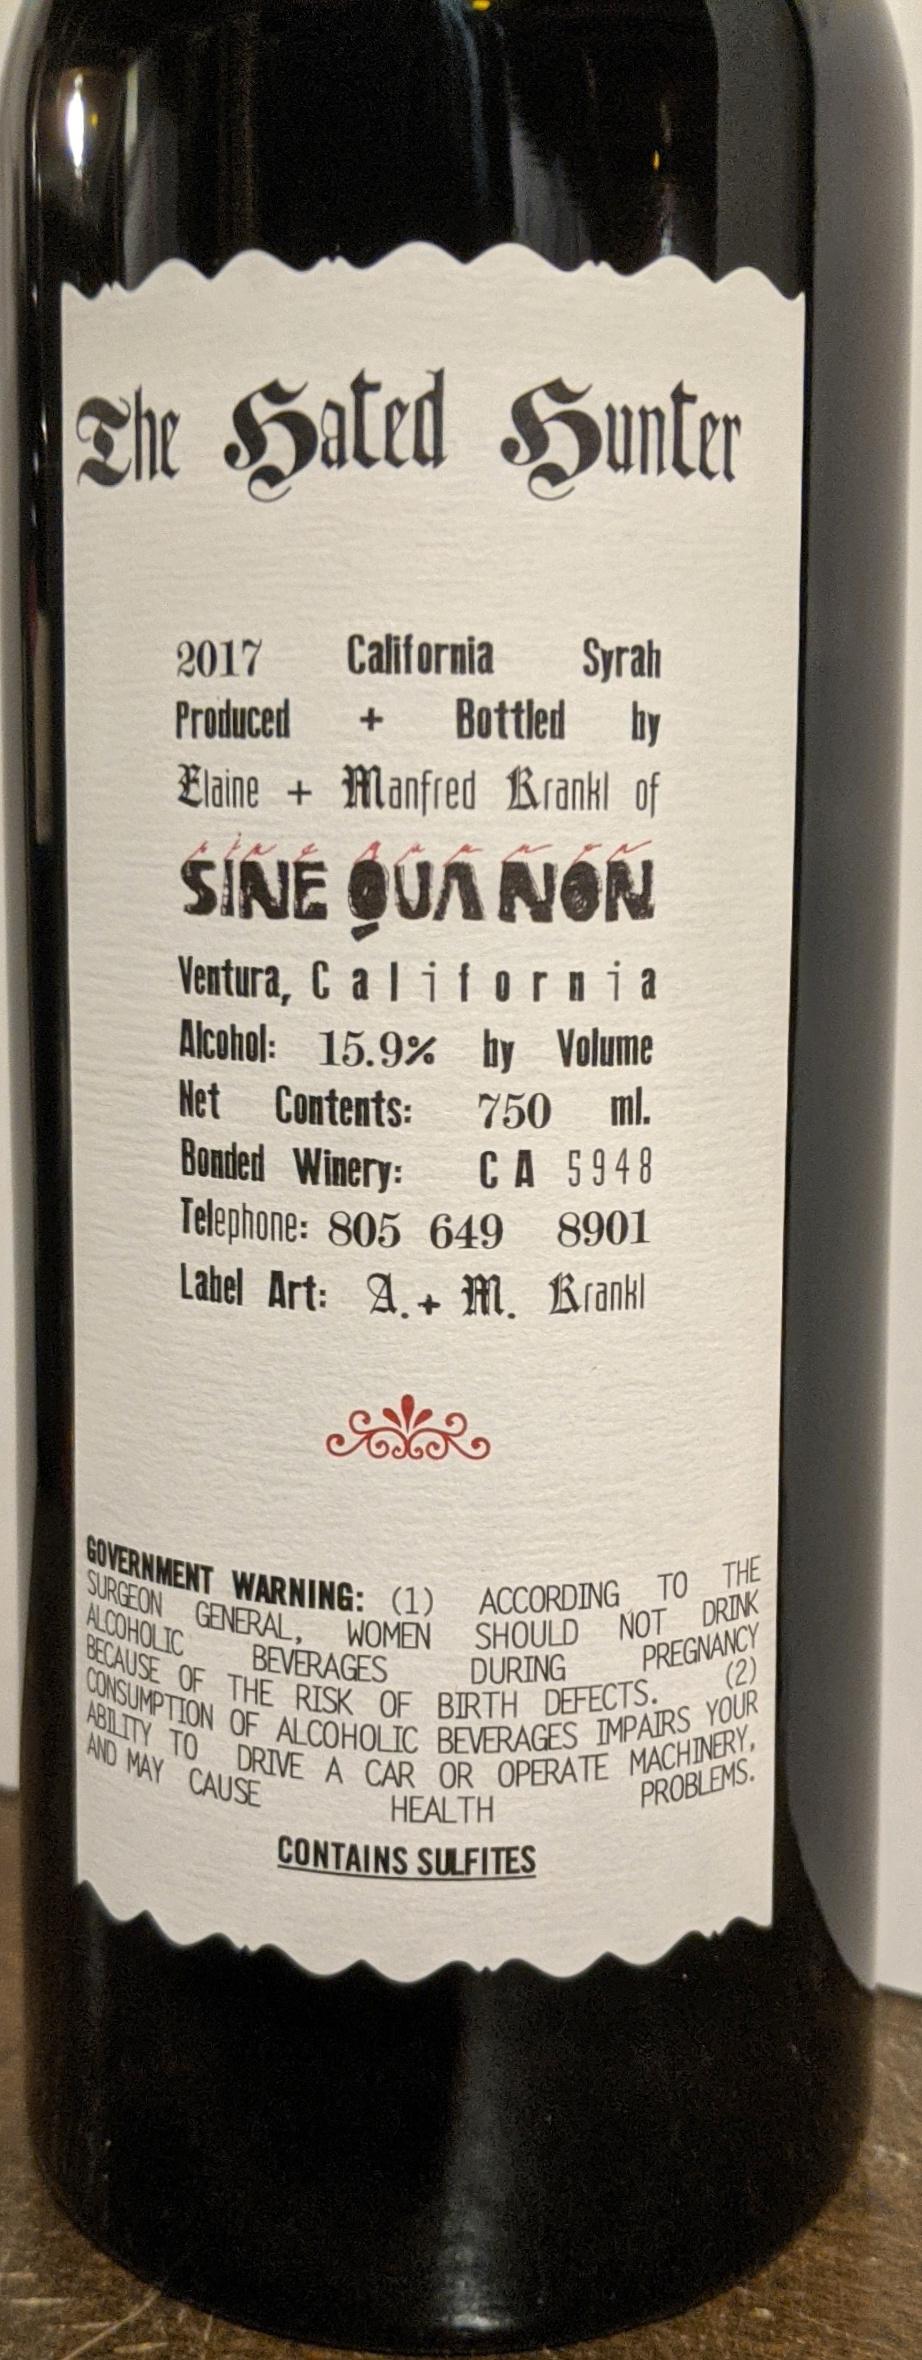 The Hated Hunter
2017 California Syrah
Produced + Bottled by
Elaine + Manfred Krankl of
SINE QUA NON
Ventura, California
Alcohol: 15.9% by Volume
Net Contents: 750 ml.
Bonded Winery: CA 5948
Telephone: 805 649 8901
Label Art: A. + M. Krankl
GOVERNMENT WARNING: (1) ACCORDING TO THE
SURGEON GENERAL, WOMEN SHOULD NOT DRINK
ALCOHOLIC BEVERAGES DURING PREGNANCY
BECAUSE OF THE RISK OF BIRTH DEFECTS. (2)
CONSUMPTION OF ALCOHOLIC BEVERAGES IMPAIRS YOUR
ABILITY TO DRIVE A CAR OR OPERATE MACHINERY,
AND MAY CAUSE HEALTH PROBLEMS.
CONTAINS SULFITES